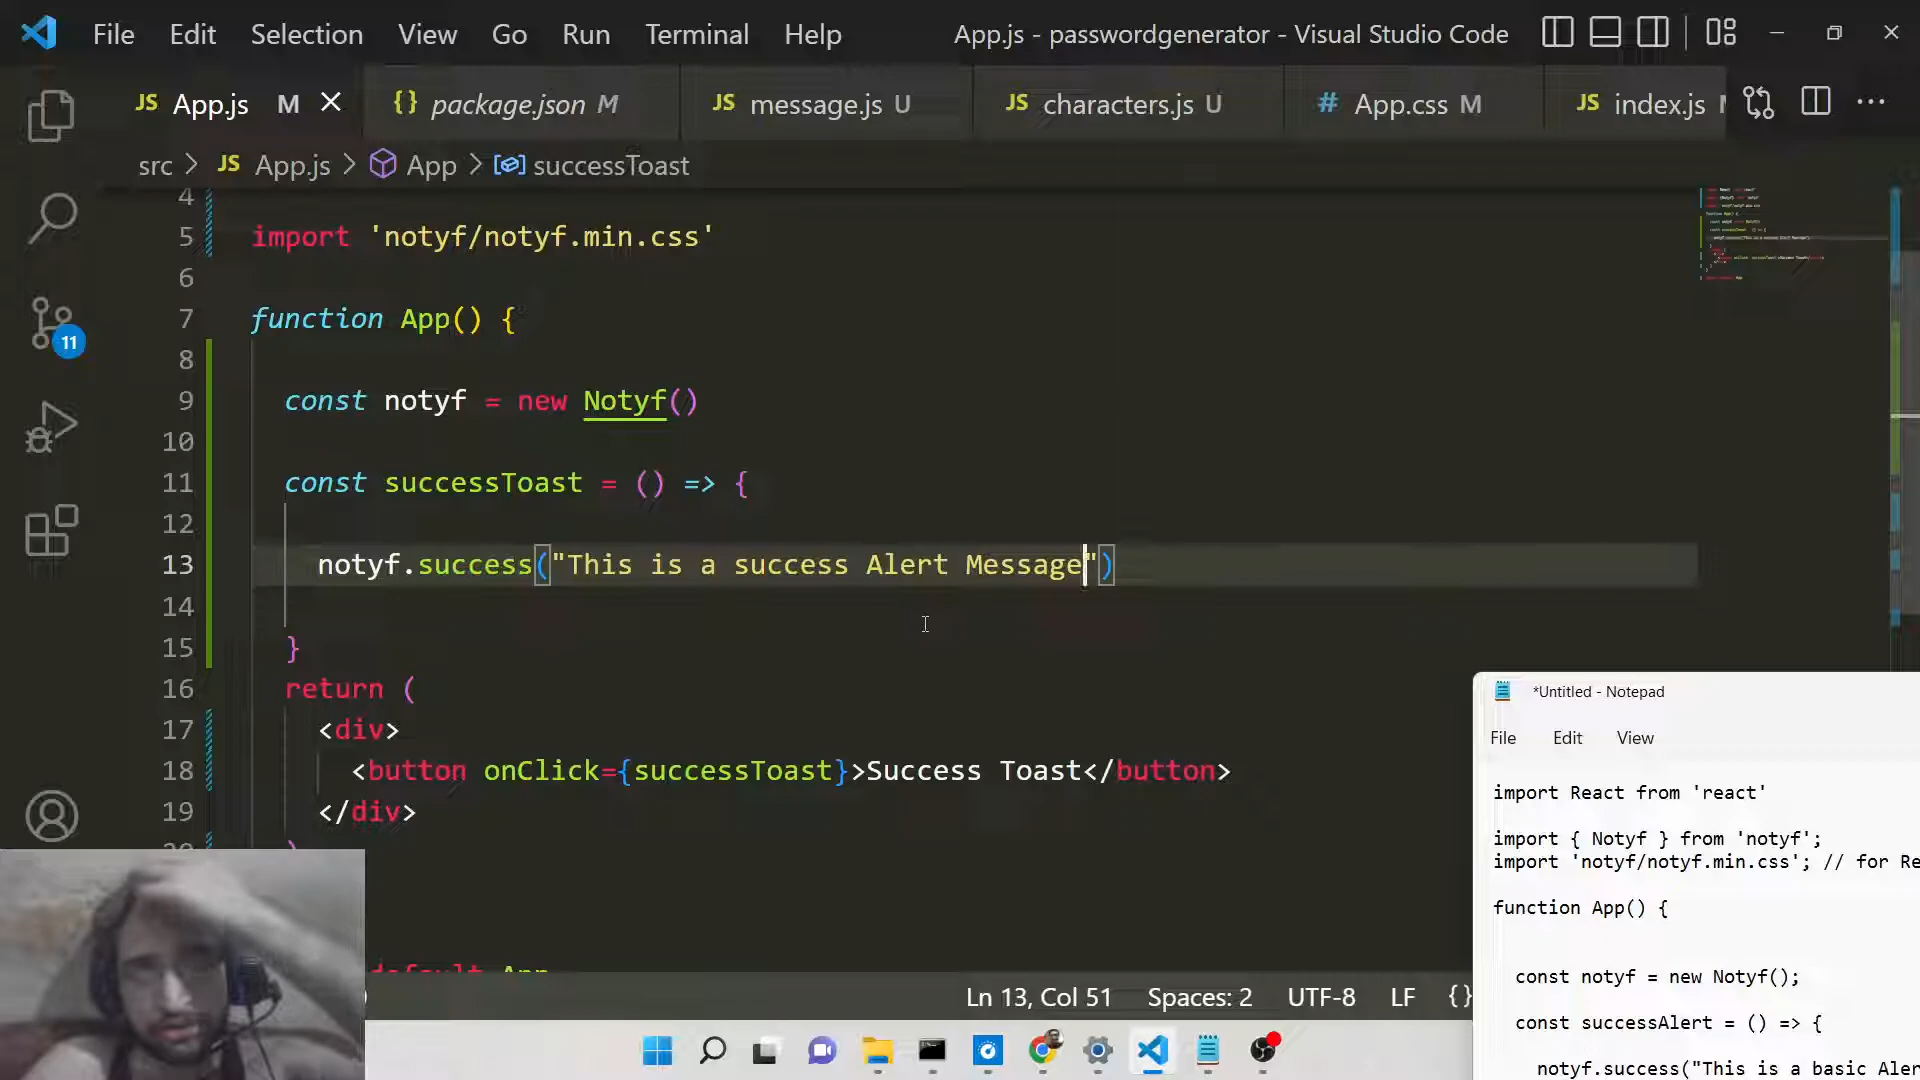 File Edit Selection View Go Run Terminal Help App.js - passwordgenerator - Visual Studio Code
JS App.js M {} package.json M JS message.js U JS characters.js U # App.css M JS index.js
src > JS App.js > App > successToast
4
5 import 'notyf/notyf.min.css'
6
7 function App() {
8
9 const notyf = new Notyf()
10
11 const successToast = () => {
12
13 notyf.success("This is a success Alert Message")
14
15 }
16 return (
17 <div>
18 <button onClick={successToast}>Success Toast</button>
19 </div>
20 )
default App
11
Ln 13, Col 51 Spaces: 2 UTF-8 LF {}
*Untitled - Notepad
File Edit View
import React from 'react'
import { Notyf } from 'notyf';
import 'notyf/notyf.min.css'; // for Re
function App() {
const notyf = new Notyf();
const successAlert = () => {
notyf.success("This is a basic Aler